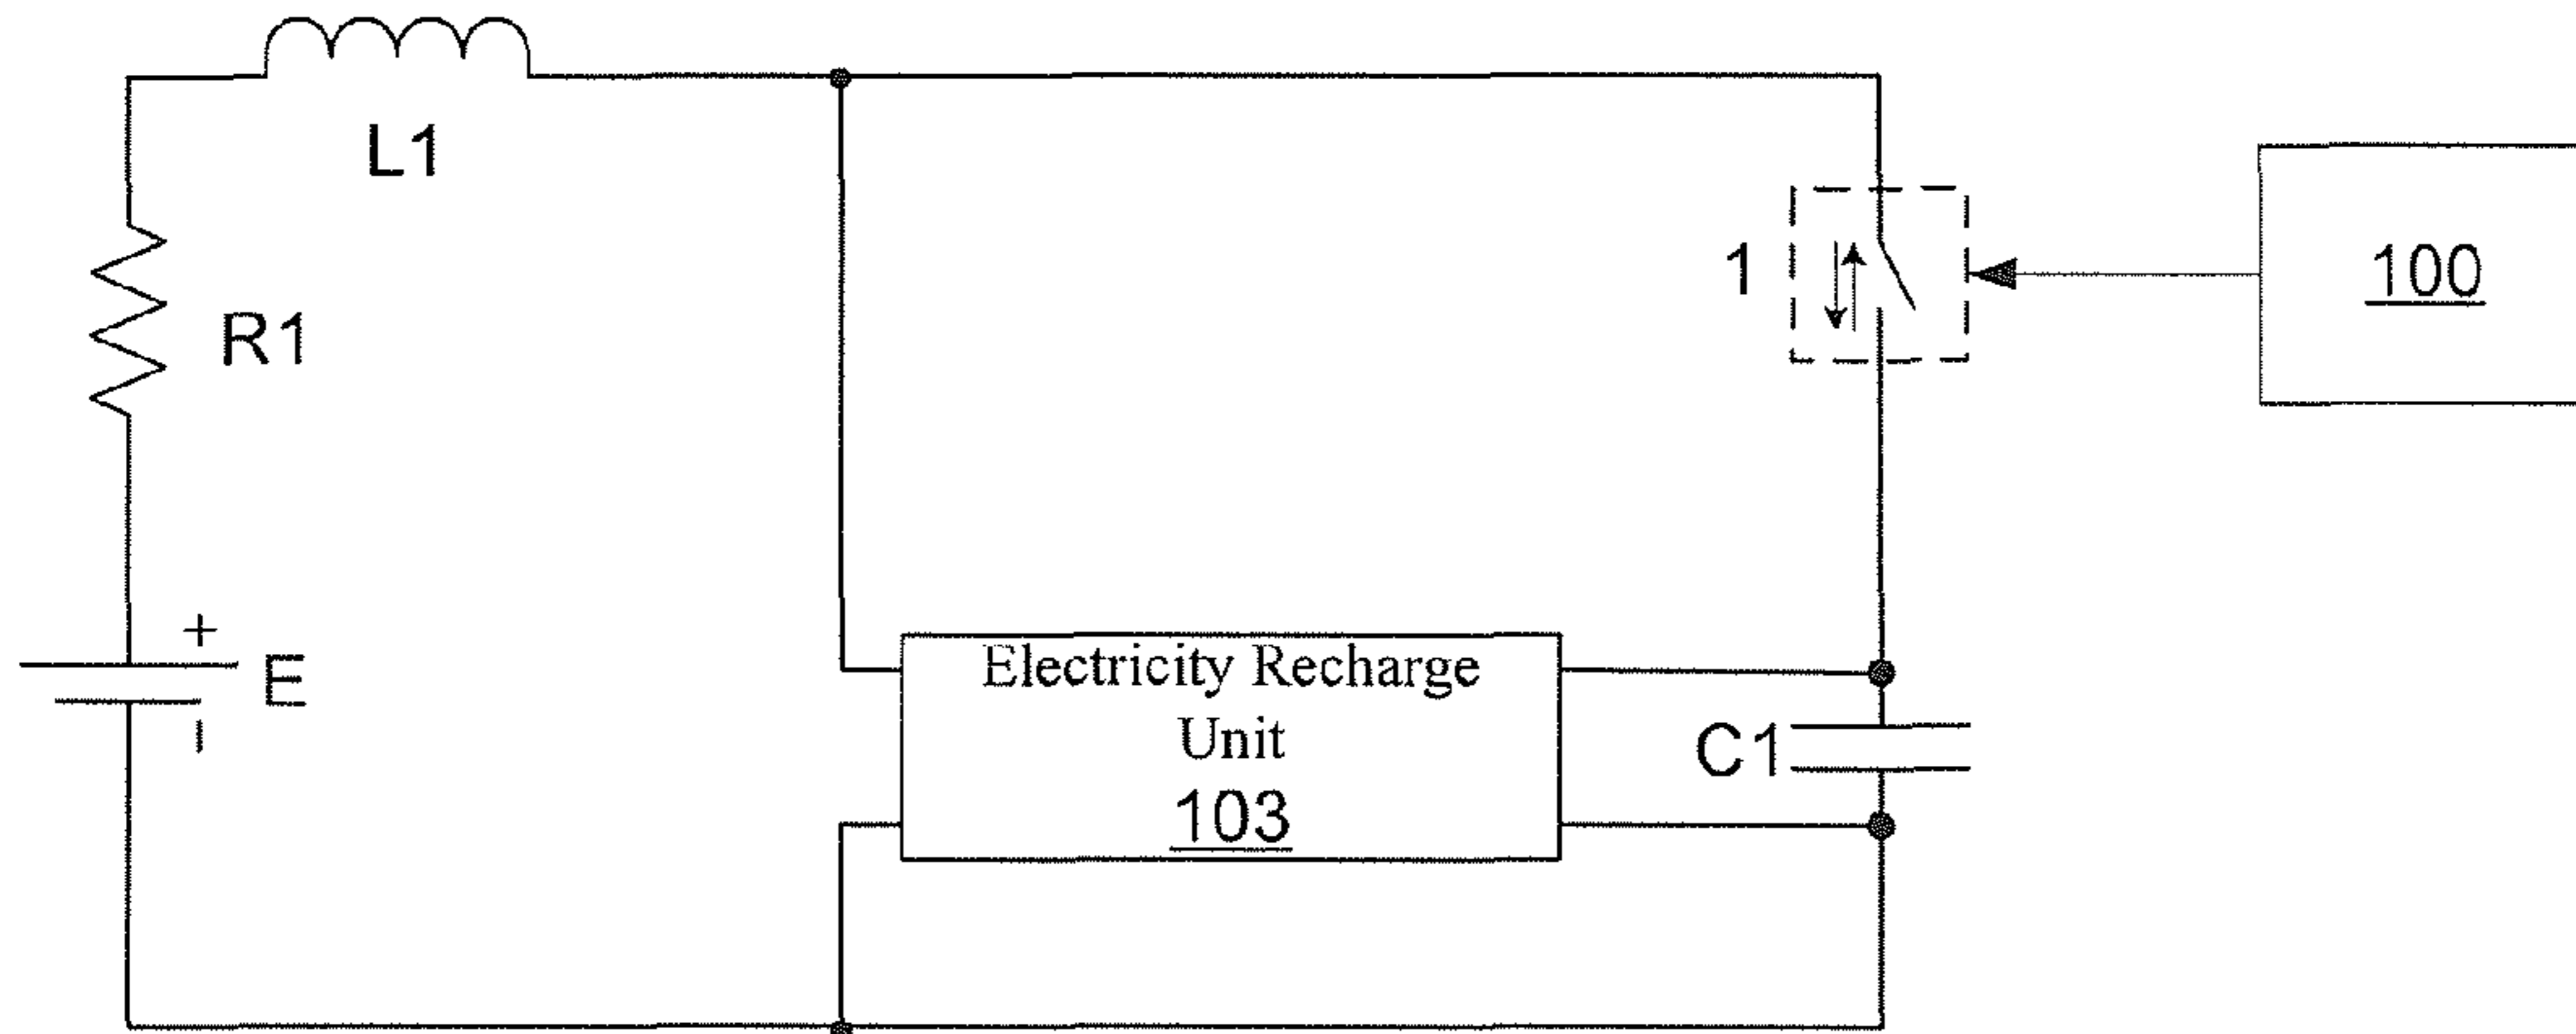 L1
1
100
R1
+
E
−
Electricity Recharge
Unit
103
C1